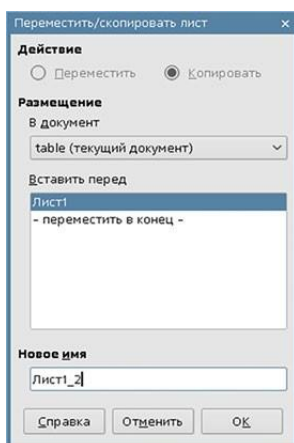 Переместить/скопировать лист ×
Действие
Переместить Копировать
Размещение
В документ
table (текущий документ)
Вставить перед
Лист1
- переместить в конец -
Новое имя
Лист1_2
Справка Отменить OK